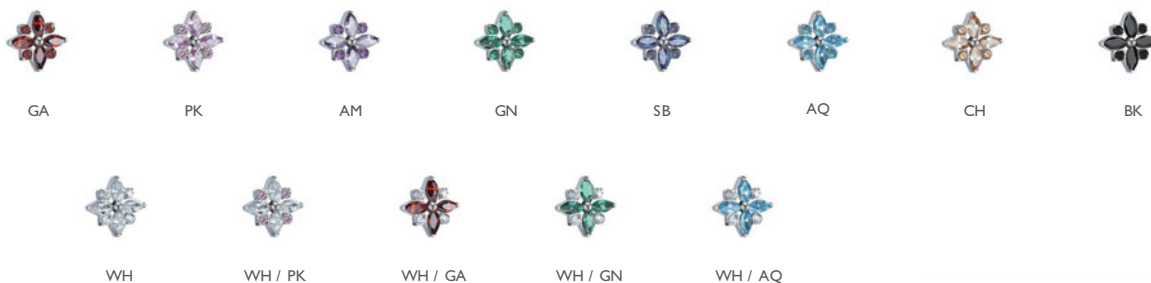 GA PK AM GN SB AQ CH BK
WH WH / PK WH / GA WH / GN WH / AQ